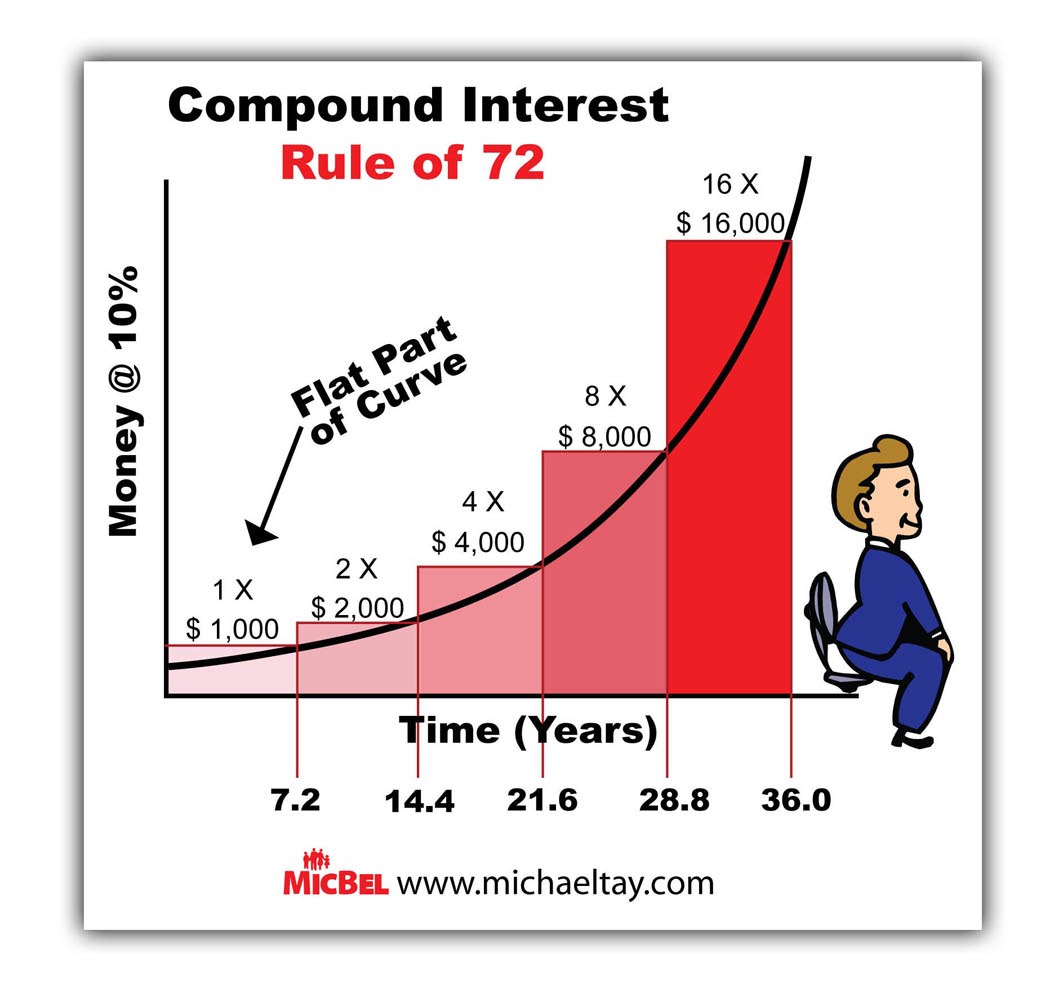 Compound Interest
Rule of 72
Money @ 10%
Flat Part
of Curve
1 X
$ 1,000
2 X
$ 2,000
4 X
$ 4,000
8 X
$ 8,000
16 X
$ 16,000
Time (Years)
7.2 14.4 21.6 28.8 36.0
MICBEL www.michaeltay.com